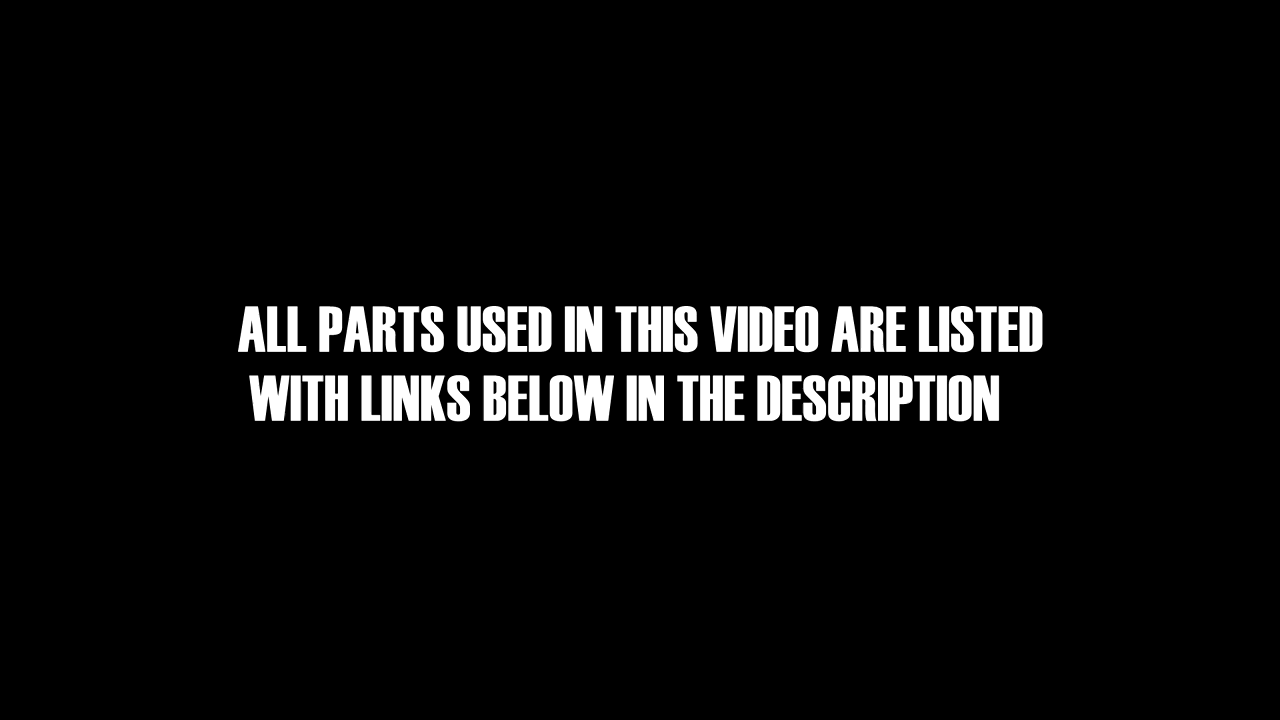 ALL PARTS USED IN THIS VIDEO ARE LISTED
WITH LINKS BELOW IN THE DESCRIPTION